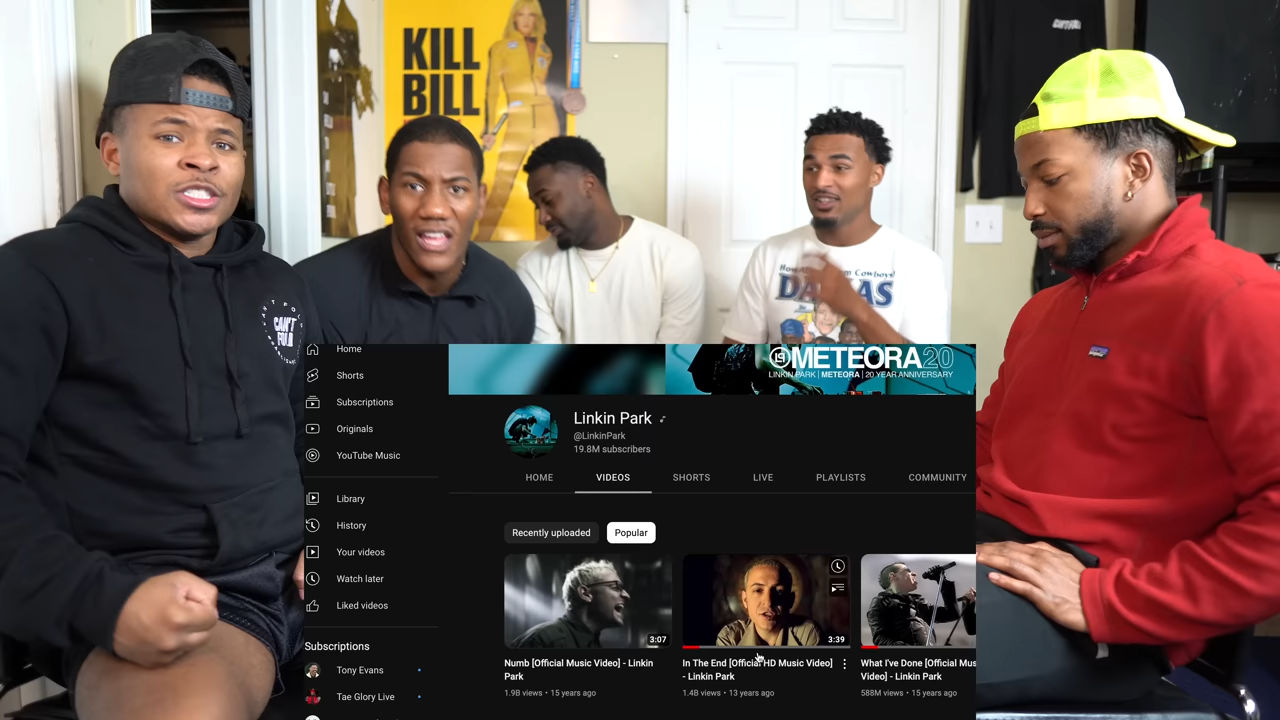 KILL
BILL
CAN'T
FOLD
How Cowboys
DALLAS
METEORA20
LINKIN PARK | METEORA | 20 YEAR ANNIVERSARY
Home
Shorts
Subscriptions
Originals
YouTube Music
Library
History
Your videos
Watch later
Liked videos
Subscriptions
Tony Evans
Tae Glory Live
Linkin Park
@LinkinPark
19.8M subscribers
HOME VIDEOS SHORTS LIVE PLAYLISTS COMMUNITY
Recently uploaded Popular
3:07 3:39
Numb [Official Music Video] - Linkin
Park
1.9B views • 15 years ago
In The End [Official HD Music Video]
- Linkin Park
1.4B views • 13 years ago
What I've Done [Official Mus
Video] - Linkin Park
588M views • 15 years ago